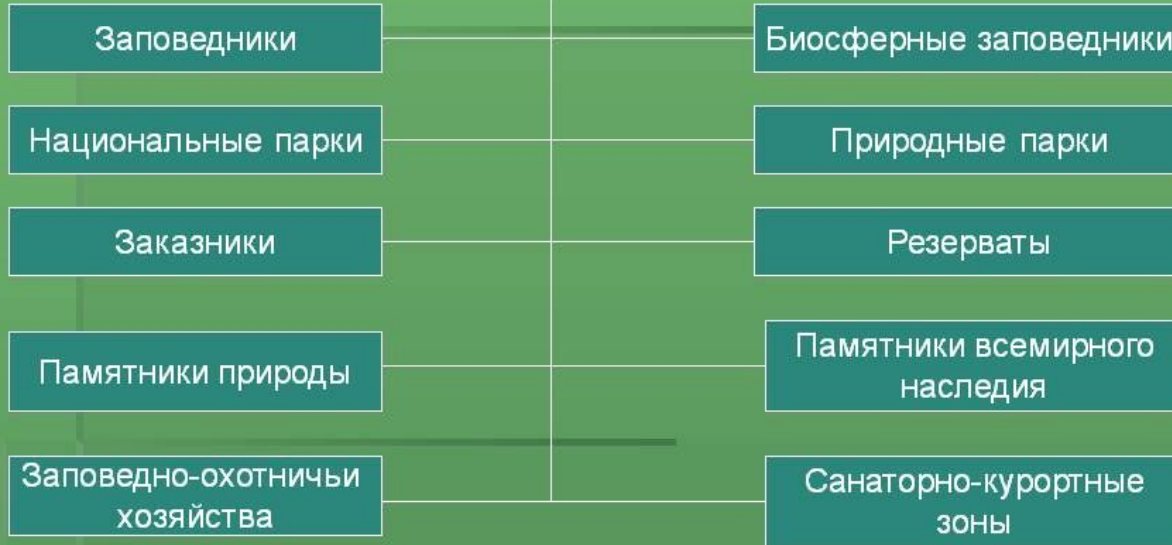 Заповедники
Биосферные заповедники
Национальные парки
Природные парки
Заказники
Резерваты
Памятники природы
Памятники всемирного
наследия
Заповедно-охотничьи
хозяйства
Санаторно-курортные
зоны